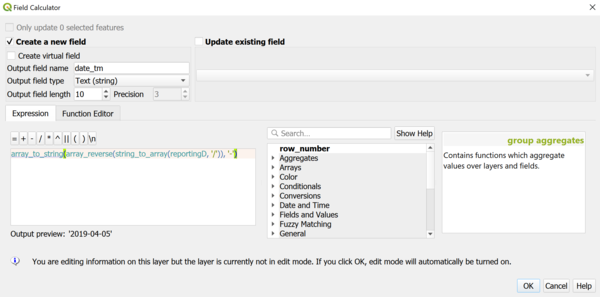 Field Calculator
Only update 0 selected features
Create a new field
Update existing field
Create virtual field
Output field name date_tm
Output field type Text (string)
Output field length 10 Precision 3
Expression Function Editor
= + - / * ^ || ( ) \n
Search... Show Help
array_to_string(array_reverse(string_to_array(reportingD, '/')), '-')
row_number
Aggregates
Arrays
Color
Conditionals
Conversions
Date and Time
Fields and Values
Fuzzy Matching
General
group aggregates
Contains functions which aggregate
values over layers and fields.
Output preview: '2019-04-05'
You are editing information on this layer but the layer is currently not in edit mode. If you click OK, edit mode will automatically be turned on.
OK Cancel Help